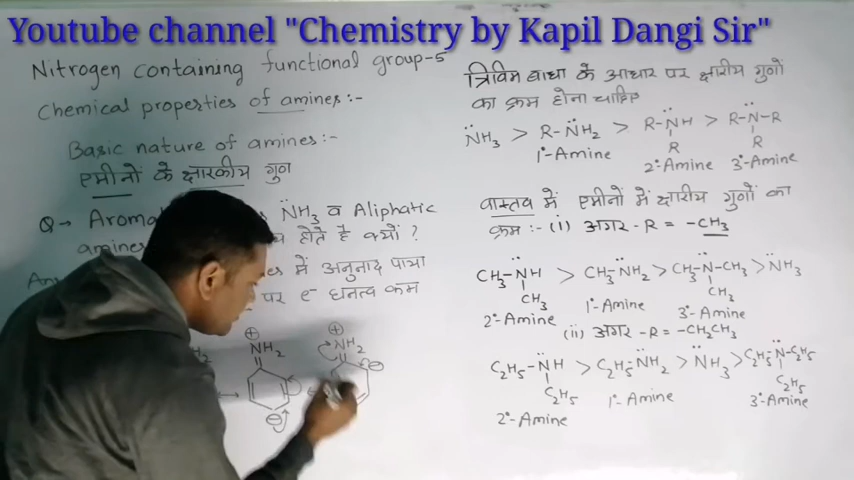 Youtube channel "Chemistry by Kapil Dangi Sir"
Nitrogen containing functional group-5
Chemical properties of amines:-
Basic nature of amines:-
एमीनों के क्षारकीय गुण
Q→ Aroma NH3 व Aliphatic
amines होते है क्यों ?
Ans में अनुनाद पाया
पर e- घनत्व कम
NH2 NH2 NH2
त्रिविम बाधा के आधार पर क्षारीय गुणों
का क्रम होना चाहिए
NH3 > R-NH2 > R-NH > R-N-R
R R
1°-Amine 2°-Amine 3°-Amine
वास्तव में एमीनों में क्षारीय गुणों का
क्रम:- (i) अगर -R = -CH3
CH3-NH > CH3-NH2 > CH3-N-CH3 > NH3
CH3 CH3
2°-Amine 1°-Amine 3°-Amine
(ii) अगर -R = -CH2CH3
C2H5-NH > C2H5-NH2 > NH3 > C2H5-N-C2H5
C2H5 C2H5
2°-Amine 1°-Amine 3°-Amine